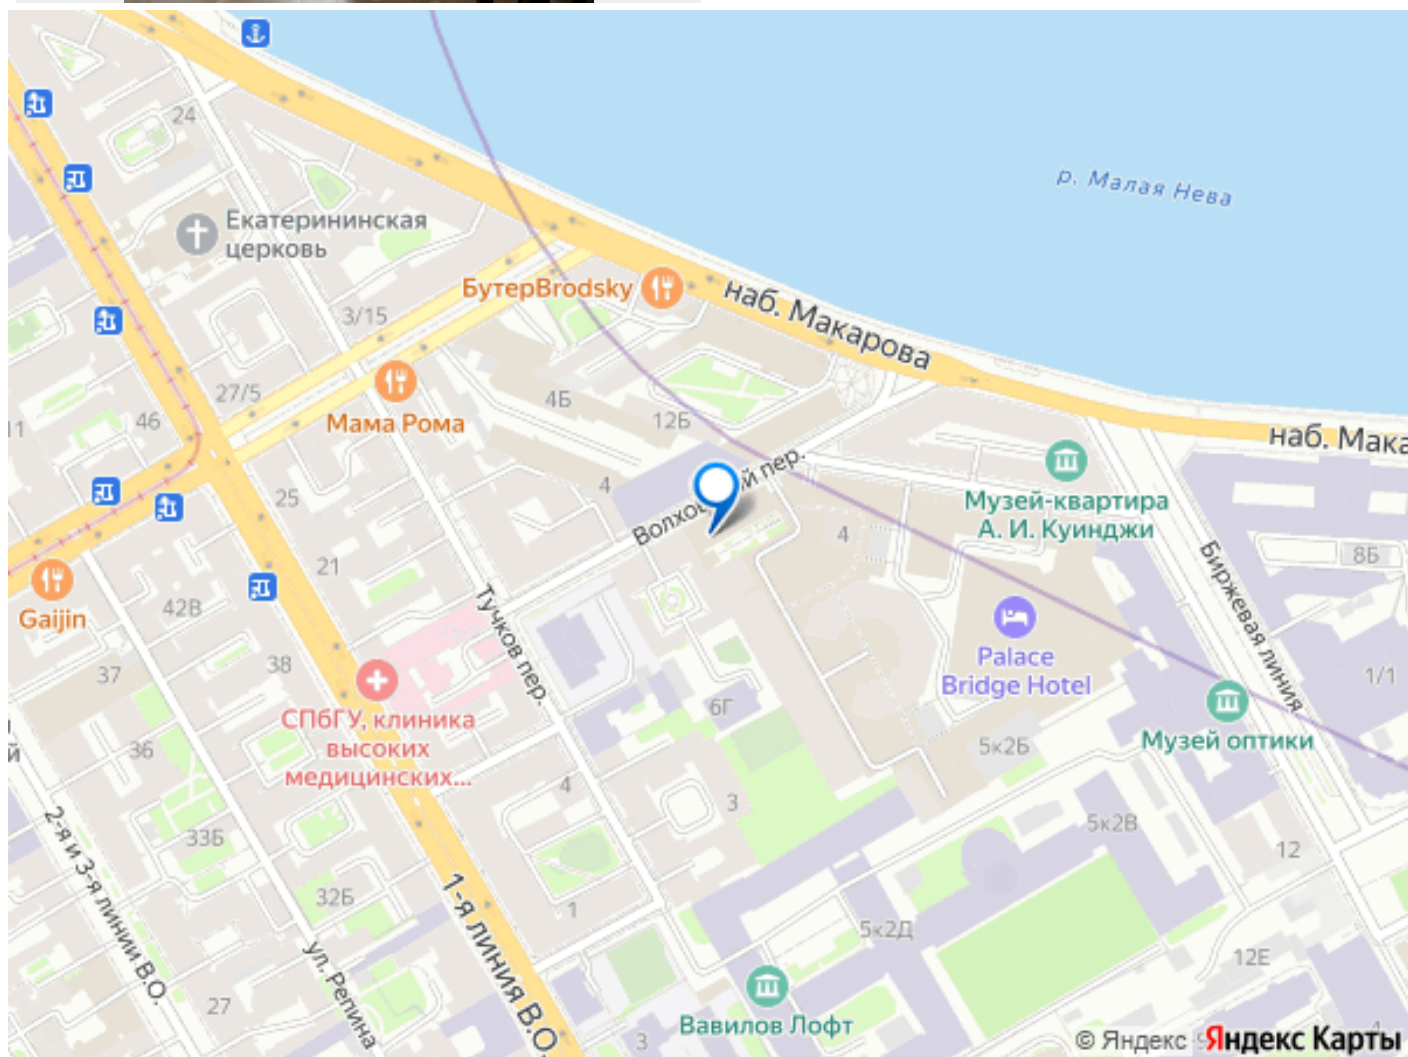 24
р. Малая Нева
Екатерининская
церковь
БутерBrodsky
наб. Макарова
3/15
27/5
4Б
12Б
46
11
Мама Рома
наб. Мака
Музей-квартира
А. И. Куинджи
4
25
Волхо
й пер.
4
8Б
21
Gaijin
42В
Тучков пер.
Биржевая линия
Palace
Bridge Hotel
38
37
6Г
1/1
СПбГУ, клиника
высоких
медицинских...
36
й
5к2Б
Музей оптики
4
3
5к2В
33Б
2-я и 3-я линии В.О.
12
32Б
1-я линия В.О.
1
5к2Д
ул. Репина
12Е
27
Вавилов Лофт
3
© Яндекс Яндекс Карты